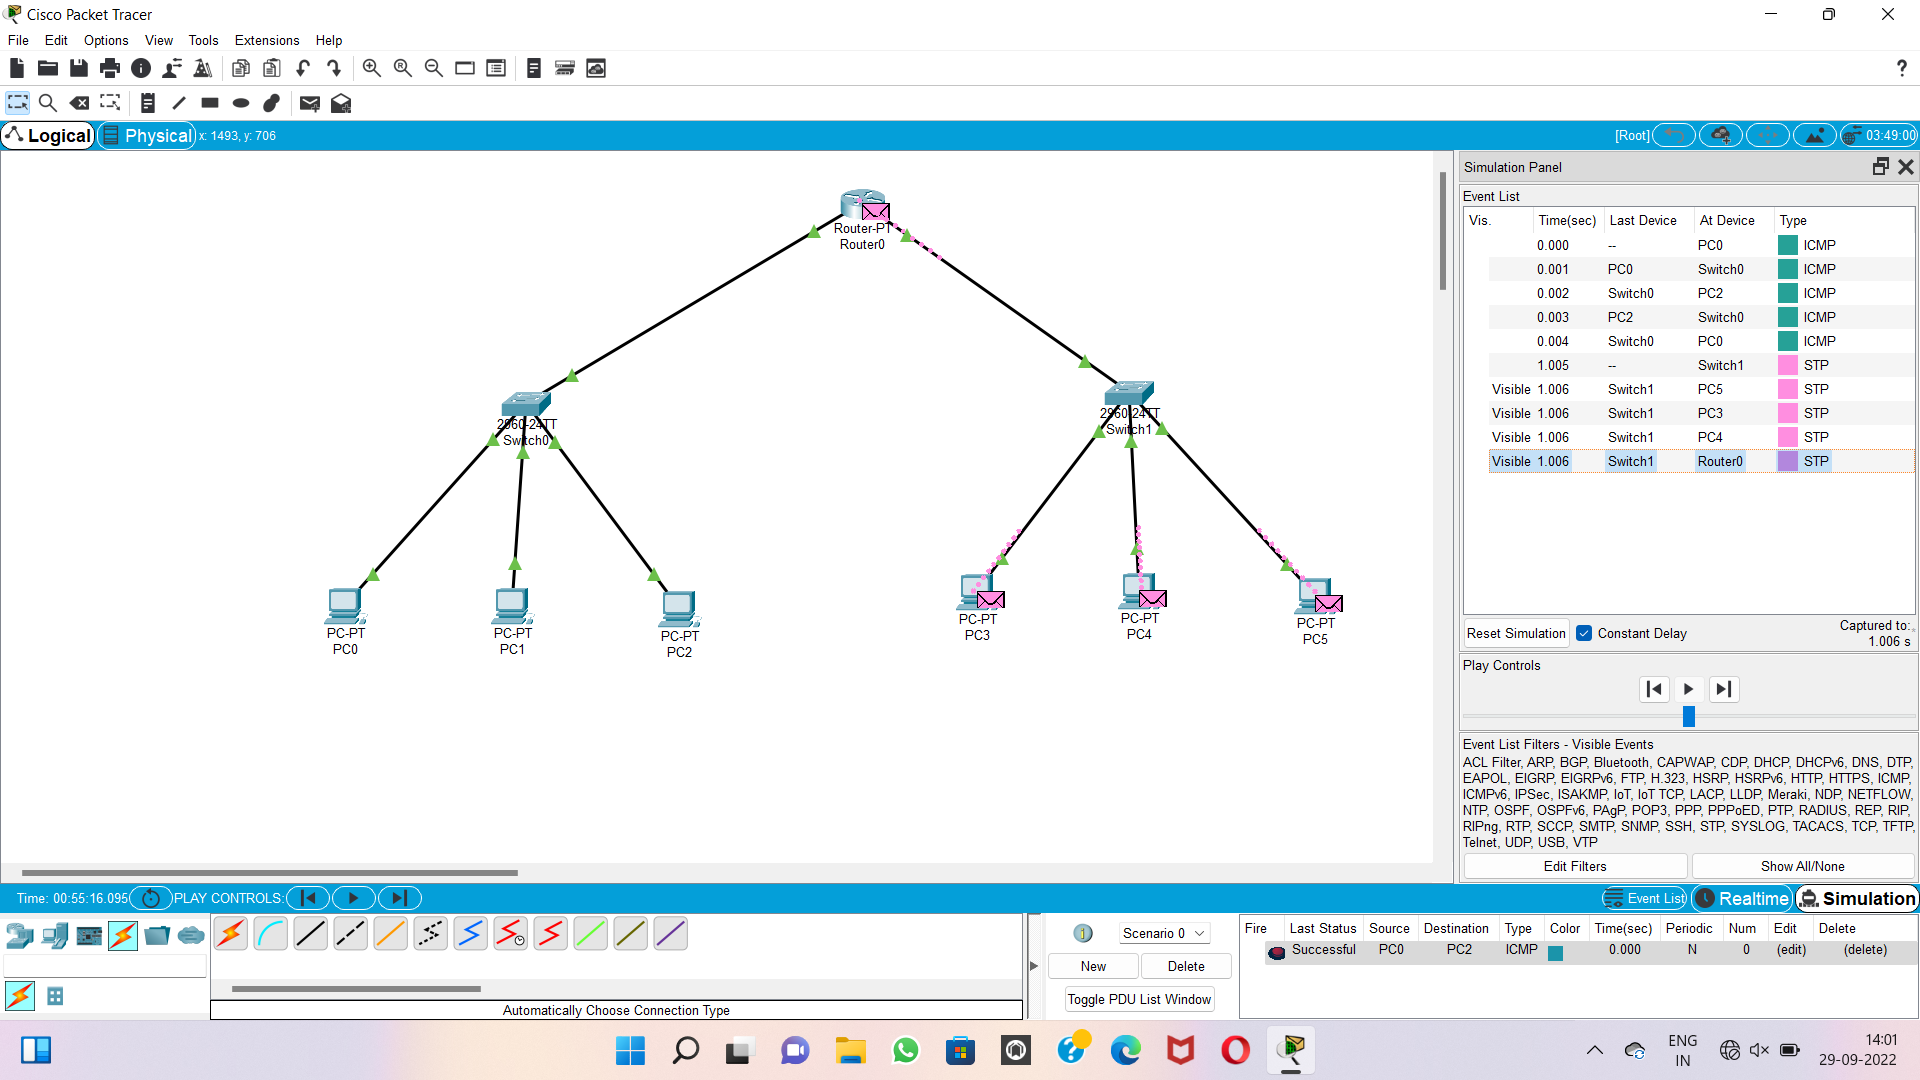 Cisco Packet Tracer
File Edit Options View Tools Extensions Help
Logical Physical x: 1493, y: 706 [Root] 03:49:00
Simulation Panel
Event List
Vis. Time(sec) Last Device At Device Type
0.000 -- PC0 ICMP
0.001 PC0 Switch0 ICMP
0.002 Switch0 PC2 ICMP
0.003 PC2 Switch0 ICMP
0.004 Switch0 PC0 ICMP
1.005 -- Switch1 STP
Visible 1.006 Switch1 PC5 STP
Visible 1.006 Switch1 PC3 STP
Visible 1.006 Switch1 PC4 STP
Visible 1.006 Switch1 Router0 STP
Router-PT
Router0
2960-24TT
Switch0
2960-24TT
Switch1
PC-PT
PC0
PC-PT
PC1
PC-PT
PC2
PC-PT
PC3
PC-PT
PC4
PC-PT
PC5
Reset Simulation Constant Delay Captured to:
1.006 s
Play Controls
Event List Filters - Visible Events
ACL Filter, ARP, BGP, Bluetooth, CAPWAP, CDP, DHCP, DHCPv6, DNS, DTP,
EAPOL, EIGRP, EIGRPv6, FTP, H.323, HSRP, HSRPv6, HTTP, HTTPS, ICMP,
ICMPv6, IPSec, ISAKMP, IoT, IoT TCP, LACP, LLDP, Meraki, NDP, NETFLOW,
NTP, OSPF, OSPFv6, PAgP, POP3, PPP, PPPoED, PTP, RADIUS, REP, RIP,
RIPng, RTP, SCCP, SMTP, SNMP, SSH, STP, SYSLOG, TACACS, TCP, TFTP,
Telnet, UDP, USB, VTP
Edit Filters Show All/None
Time: 00:55:16.095 PLAY CONTROLS: Event List Realtime Simulation
Scenario 0
New Delete
Toggle PDU List Window
Fire Last Status Source Destination Type Color Time(sec) Periodic Num Edit Delete
Successful PC0 PC2 ICMP 0.000 N 0 (edit) (delete)
Automatically Choose Connection Type
ENG
IN
14:01
29-09-2022